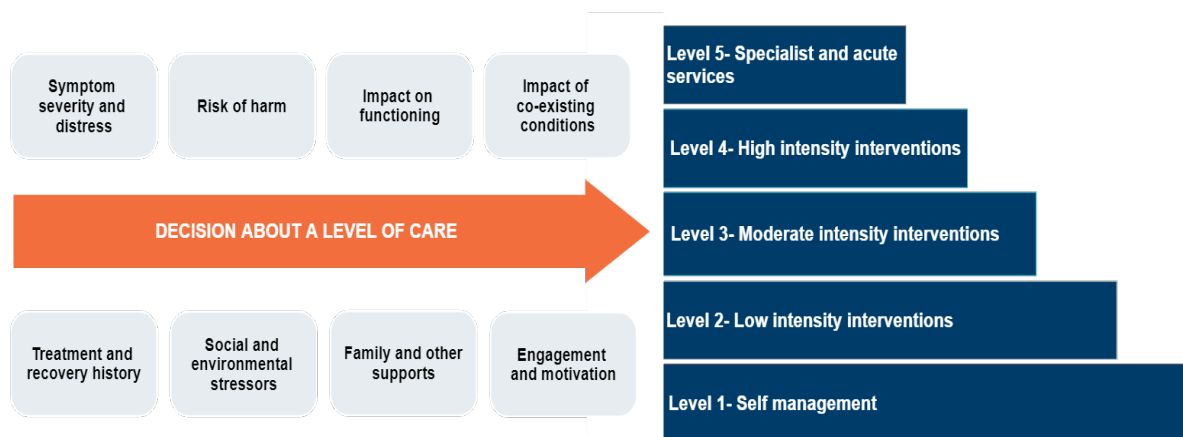 Symptom
severity and
distress
Risk of harm
Impact on
functioning
Impact of
co-existing
conditions
DECISION ABOUT A LEVEL OF CARE
Treatment and
recovery history
Social and
environmental
stressors
Family and other
supports
Engagement
and motivation
Level 5- Specialist and acute
services
Level 4- High intensity interventions
Level 3- Moderate intensity interventions
Level 2- Low intensity interventions
Level 1- Self management